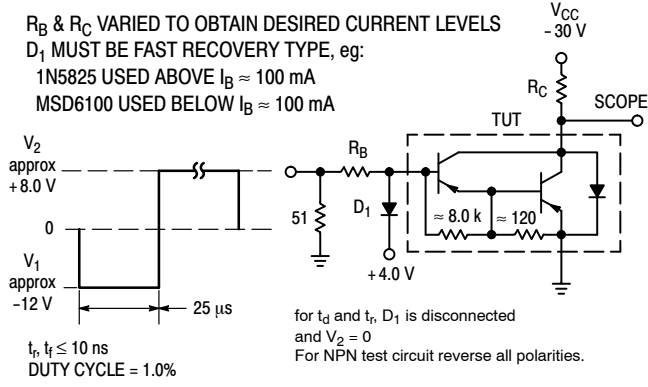 R_B & R_C VARIED TO OBTAIN DESIRED CURRENT LEVELS
D_1 MUST BE FAST RECOVERY TYPE, eg:
1N5825 USED ABOVE I_B ≈ 100 mA
MSD6100 USED BELOW I_B ≈ 100 mA
V_CC
- 30 V
R_C
SCOPE
TUT
V_2
approx
+8.0 V
0
V_1
approx
-12 V
25 μs
R_B
51
D_1
+4.0 V
≈ 8.0 k
≈ 120
t_r, t_f ≤ 10 ns
DUTY CYCLE = 1.0%
for t_d and t_r, D_1 is disconnected
and V_2 = 0
For NPN test circuit reverse all polarities.